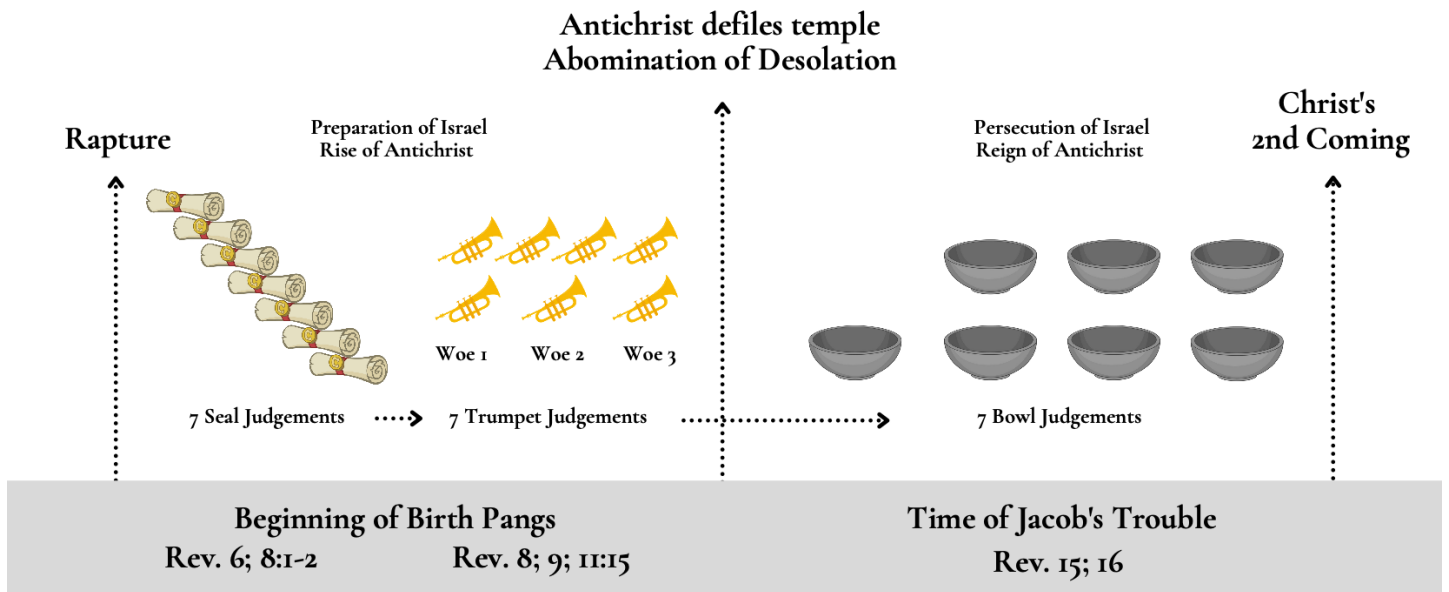 Antichrist defiles temple
Abomination of Desolation
Rapture
Preparation of Israel
Rise of Antichrist
Persecution of Israel
Reign of Antichrist
Christ's
2nd Coming
Woe 1
Woe 2
Woe 3
7 Seal Judgements
7 Trumpet Judgements
7 Bowl Judgements
Beginning of Birth Pangs
Rev. 6; 8:1-2
Rev. 8; 9; 11:15
Time of Jacob's Trouble
Rev. 15; 16